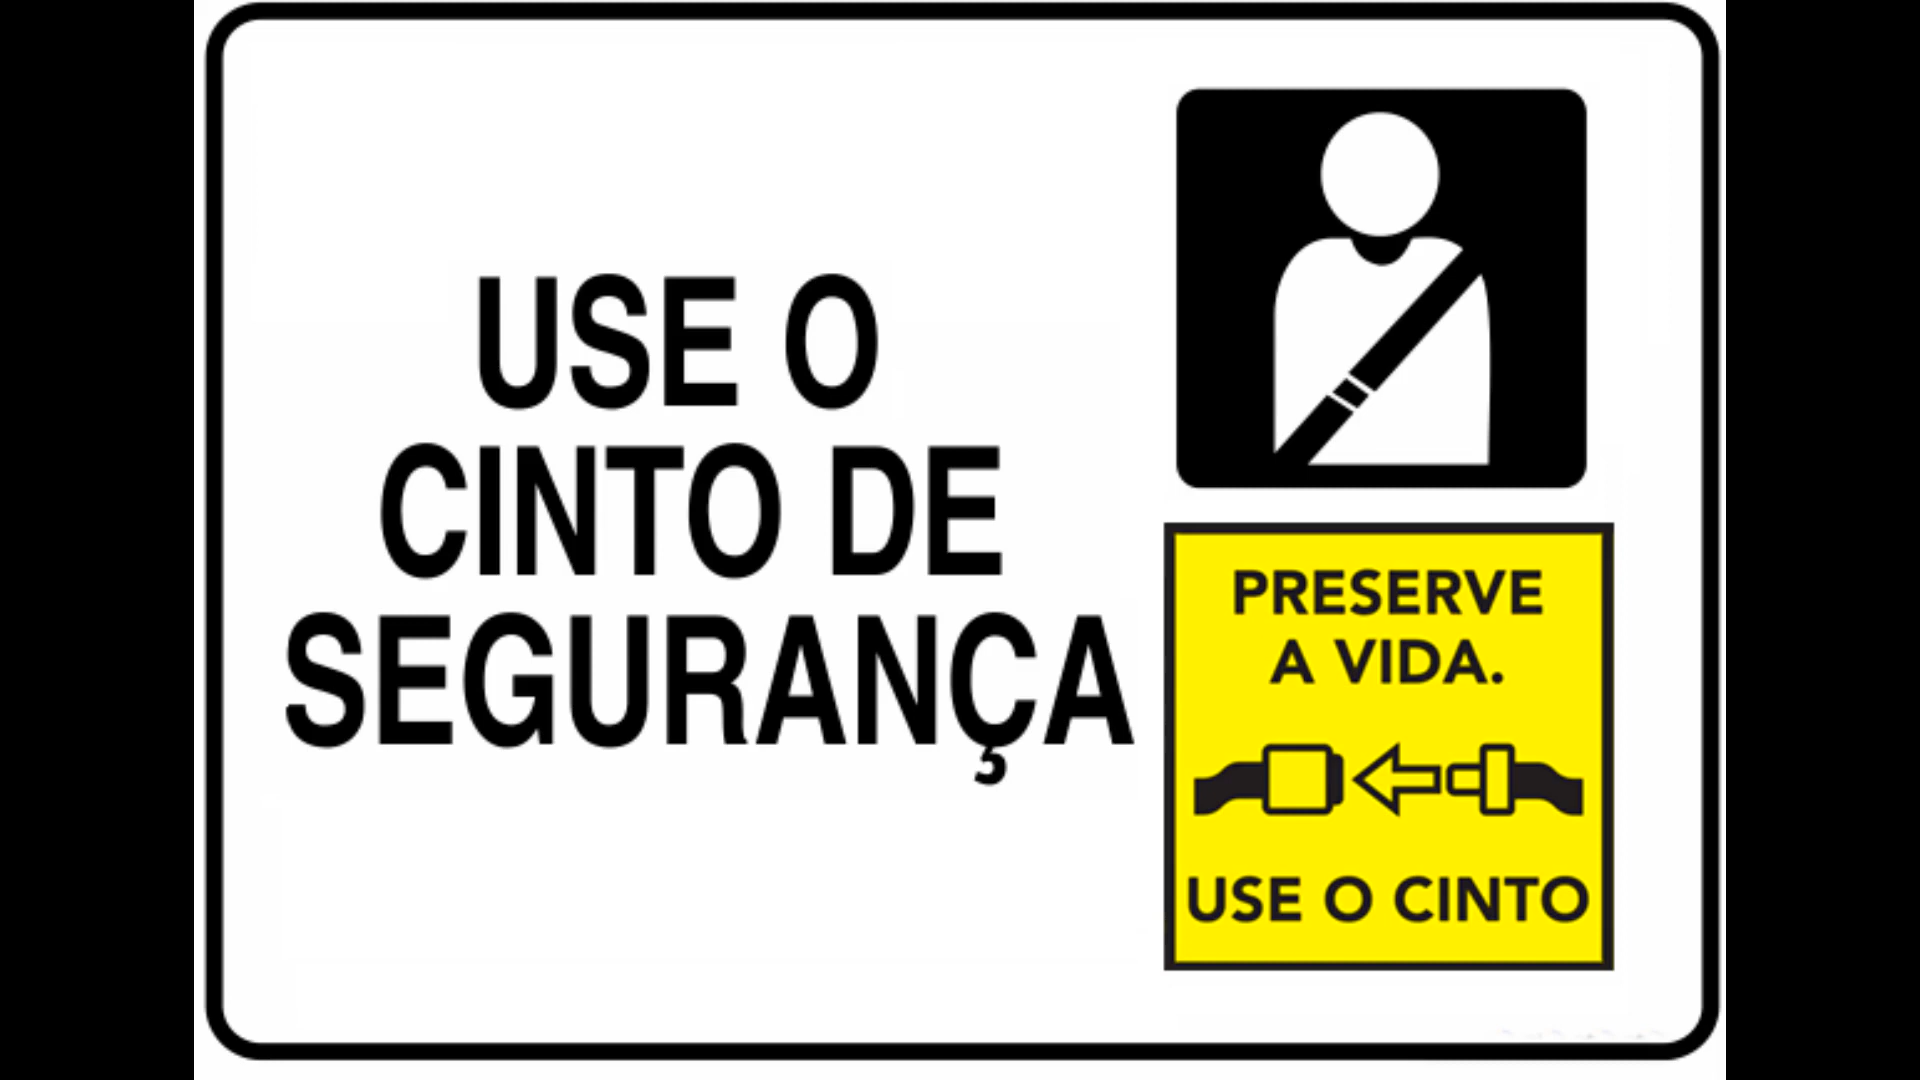 USE O
CINTO DE
SEGURANÇA
PRESERVE
A VIDA.
USE O CINTO